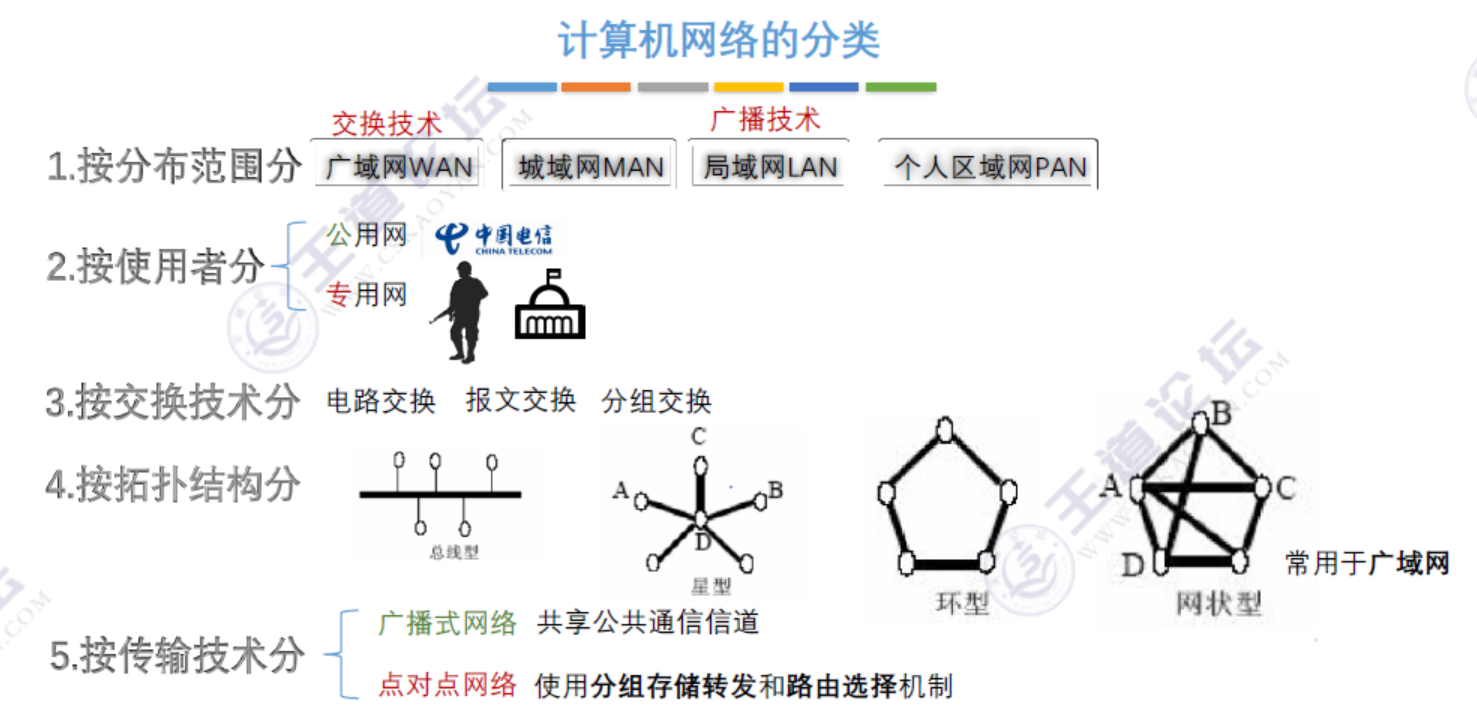 计算机网络的分类
交换技术 广播技术
1.按分布范围分 广域网WAN 城域网MAN 局域网LAN 个人区域网PAN
2.按使用者分
公用网 中国电信
CHINA TELECOM
专用网
3.按交换技术分 电路交换 报文交换 分组交换
4.按拓扑结构分
总线型
C
A B
D
星型
环型
B
A C
D
网状型
常用于广域网
5.按传输技术分
广播式网络 共享公共通信信道
点对点网络 使用分组存储转发和路由选择机制
王道论坛
WWW.CSKAOYAN.COM
王道论坛